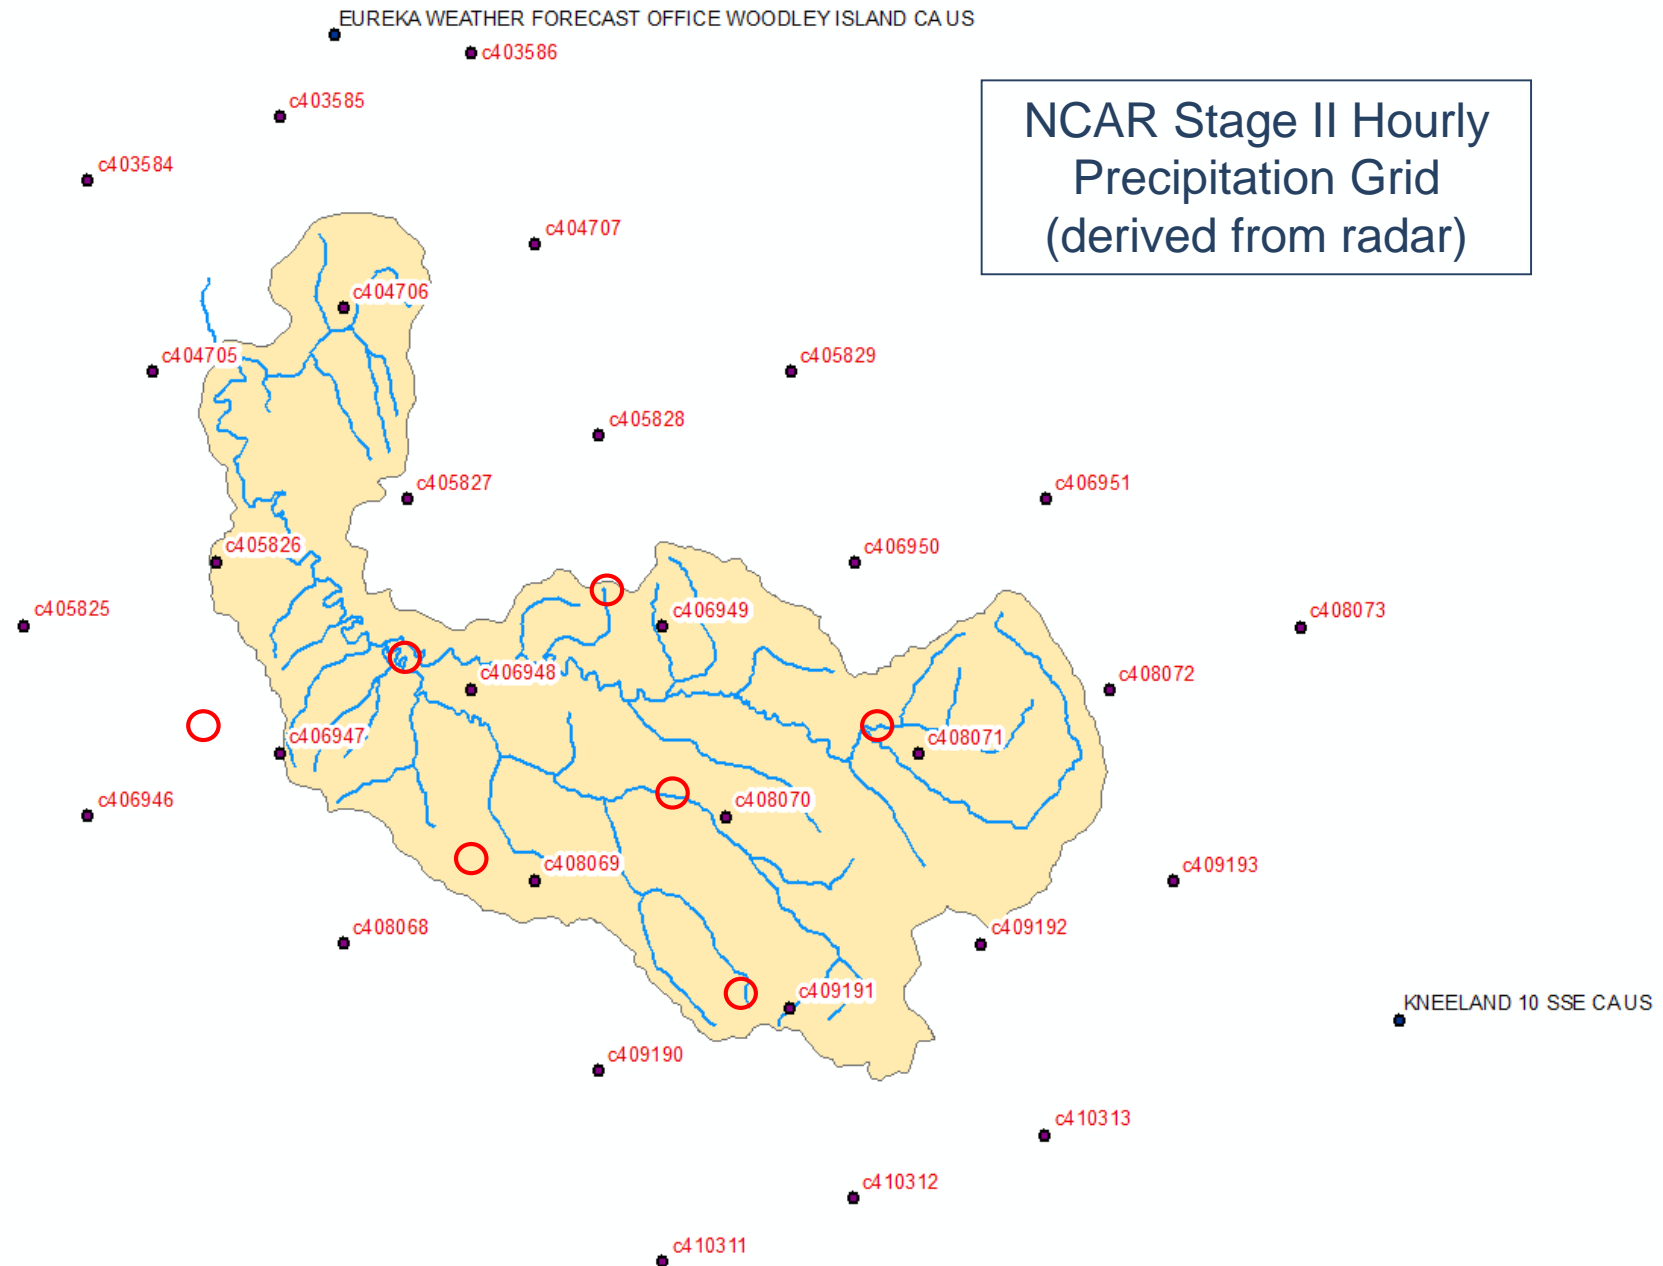 EUREKA WEATHER FORECAST OFFICE WOODLEY ISLAND CA US
c403586
c403585
NCAR Stage II Hourly
Precipitation Grid
(derived from radar)
c403584
c404707
c404706
c404705
c405829
c405828
c405827
c406951
c405826
c406950
c405825
c406949
c408073
c406948
c408072
c406947
c408071
c406946
c408070
c408069
c409193
c408068
c409192
c409191
KNEELAND 10 SSE CA US
c409190
c410313
c410312
c410311